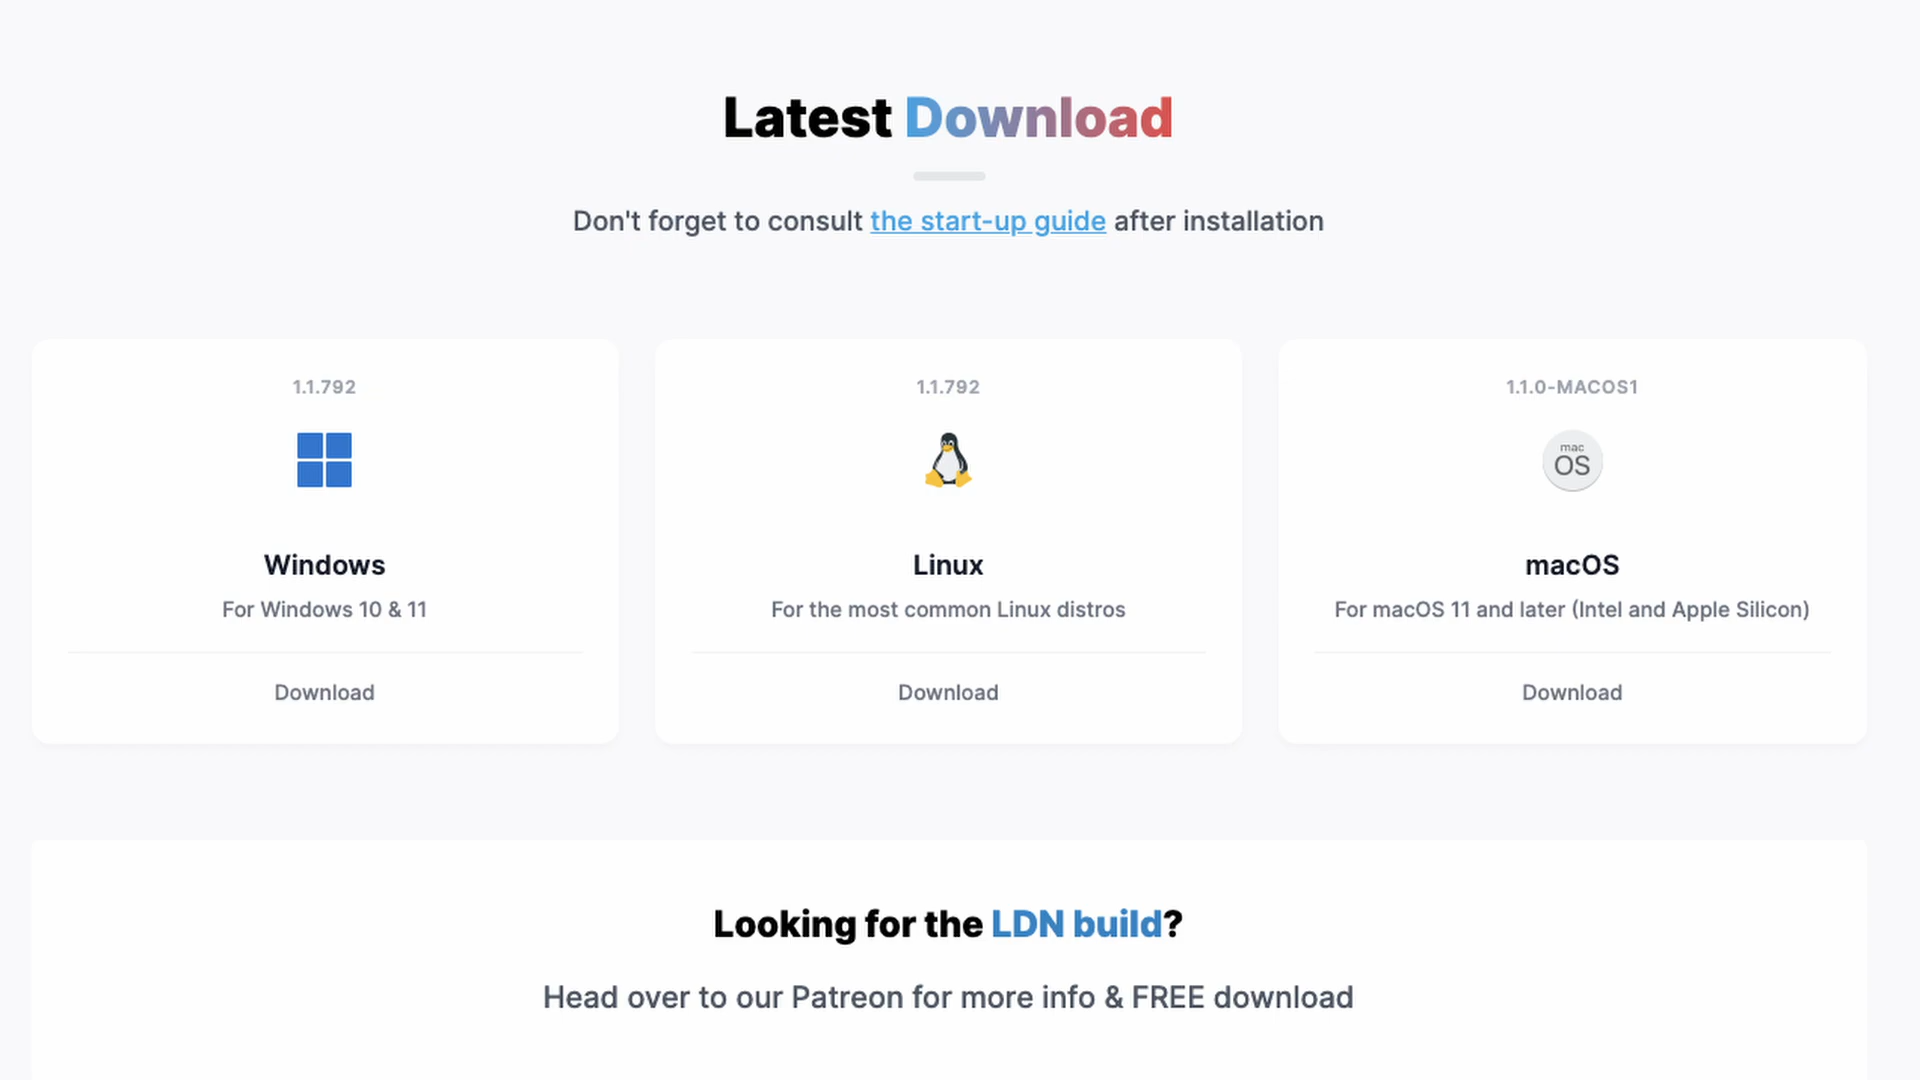 Latest Download
Don't forget to consult the start-up guide after installation
1.1.792
Windows
For Windows 10 & 11
Download
1.1.792
Linux
For the most common Linux distros
Download
1.1.0-MACOS1
mac
OS
macOS
For macOS 11 and later (Intel and Apple Silicon)
Download
Looking for the LDN build?
Head over to our Patreon for more info & FREE download